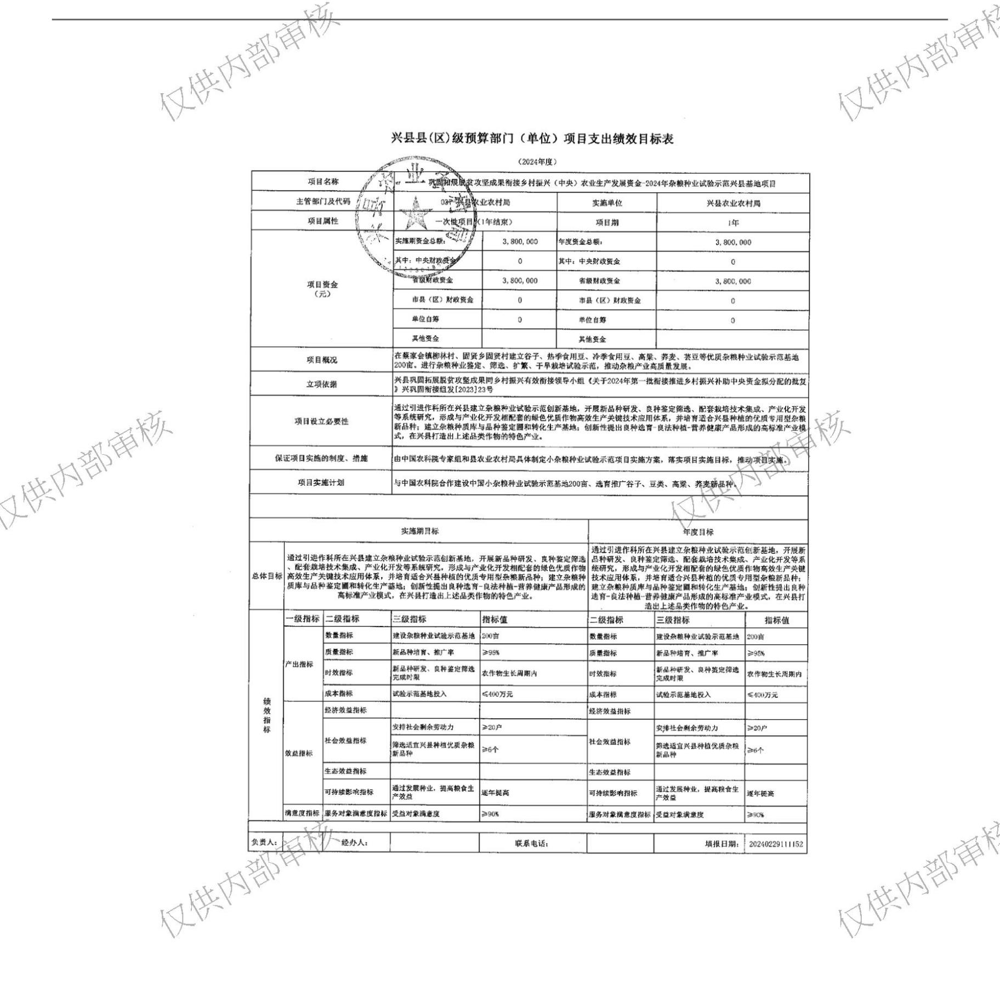 仅供内部审核
仅供内部审核
兴县县(区)级预算部门（单位）项目支出绩效目标表
（2024年度）
项目名称 巩固拓展脱贫攻坚成果衔接乡村振兴（中央）农业生产发展资金-2024年杂粮种业试验示范兴县基地项目
主管部门及代码 037-兴县农业农村局 实施单位 兴县农业农村局
项目属性 一次性项目（1年结束） 项目期 1年
兴县农业农村局
项目资金
（元）
实施期资金总额： 3,800,000 年度资金总额： 3,800,000
其中：中央财政资金 0 其中：中央财政资金 0
省级财政资金 3,800,000 省级财政资金 3,800,000
市县（区）财政资金 0 市县（区）财政资金 0
单位自筹 0 单位自筹 0
其他资金 其他资金
项目概况 在蔡家会镇柳林村、固贤乡固贤村建立谷子、热季食用豆、冷季食用豆、高粱、荞麦、芸豆等优质杂粮种业试验示范基地
200亩。进行杂粮种业鉴定、筛选、扩繁、干旱栽培试验示范，推动杂粮产业高质量发展。
立项依据 兴县巩固拓展脱贫攻坚成果同乡村振兴有效衔接领导小组《关于2024年第一批衔接推进乡村振兴补助中央资金拟分配的批复
》兴巩固衔接组发[2023]23号
项目设立必要性 通过引进作科所在兴县建立杂粮种业试验示范创新基地，开展新品种研发、良种鉴定筛选、配套栽培技术集成、产业化开发
等系统研究，形成与产业化开发相配套的绿色优质作物高效生产关键技术应用体系，并培育适合兴县种植的优质专用型杂粮
新品种；建立杂粮种质库与品种鉴定圃和转化生产基地；创新性提出良种选育-良法种植-营养健康产品形成的高标准产业模
式，在兴县打造出上述品类作物的特色产业。
保证项目实施的制度、措施 由中国农科院专家组和县农业农村局具体制定小杂粮种业试验示范项目实施方案，落实项目实施目标，推动项目实施。
项目实施计划 与中国农科院合作建设中国小杂粮种业试验示范基地200亩、选育推广谷子、豆类、高粱、荞麦新品种。
仅供内部审核
仅供内部审核
实施期目标 年度目标
总体目标
通过引进作科所在兴县建立杂粮种业试验示范创新基地，开展新品种研发、良种鉴定筛选
、配套栽培技术集成、产业化开发等系统研究，形成与产业化开发相配套的绿色优质作物
高效生产关键技术应用体系，并培育适合兴县种植的优质专用型杂粮新品种；建立杂粮种
质库与品种鉴定圃和转化生产基地；创新性提出良种选育-良法种植-营养健康产品形成的
高标准产业模式，在兴县打造出上述品类作物的特色产业。
通过引进作科所在兴县建立杂粮种业试验示范创新基地，开展新
品种研发、良种鉴定筛选、配套栽培技术集成、产业化开发等系
统研究，形成与产业化开发相配套的绿色优质作物高效生产关键
技术应用体系，并培育适合兴县种植的优质专用型杂粮新品种；
建立杂粮种质库与品种鉴定圃和转化生产基地；创新性提出良种
选育-良法种植-营养健康产品形成的高标准产业模式，在兴县打
造出上述品类作物的特色产业。
绩效指标
一级指标 二级指标 三级指标 指标值 二级指标 三级指标 指标值
产出指标
数量指标 建设杂粮种业试验示范基地 200亩 数量指标 建设杂粮种业试验示范基地 200亩
质量指标 新品种培育、推广率 ≥95% 质量指标 新品种培育、推广率 ≥95%
时效指标 新品种研发、良种鉴定筛选完成时限 农作物生长周期内 时效指标 新品种研发、良种鉴定筛选完成时限 农作物生长周期内
成本指标 试验示范基地投入 ≤400万元 成本指标 试验示范基地投入 ≤400万元
效益指标
经济效益指标 经济效益指标
社会效益指标 安排社会剩余劳动力 ≥20户 社会效益指标 安排社会剩余劳动力 ≥20户
筛选适宜兴县种植优质杂粮新品种 ≥6个 筛选适宜兴县种植优质杂粮新品种 ≥6个
生态效益指标 生态效益指标
可持续影响指标 通过发展种业，提高粮食生产效益 逐年提高 可持续影响指标 通过发展种业，提高粮食生产效益 逐年提高
满意度指标 服务对象满意度指标 受益对象满意度 ≥90% 服务对象满意度指标 受益对象满意度 ≥90%
负责人： 经办人： 联系电话： 填报日期： 20240229111152
仅供内部审核
仅供内部审核